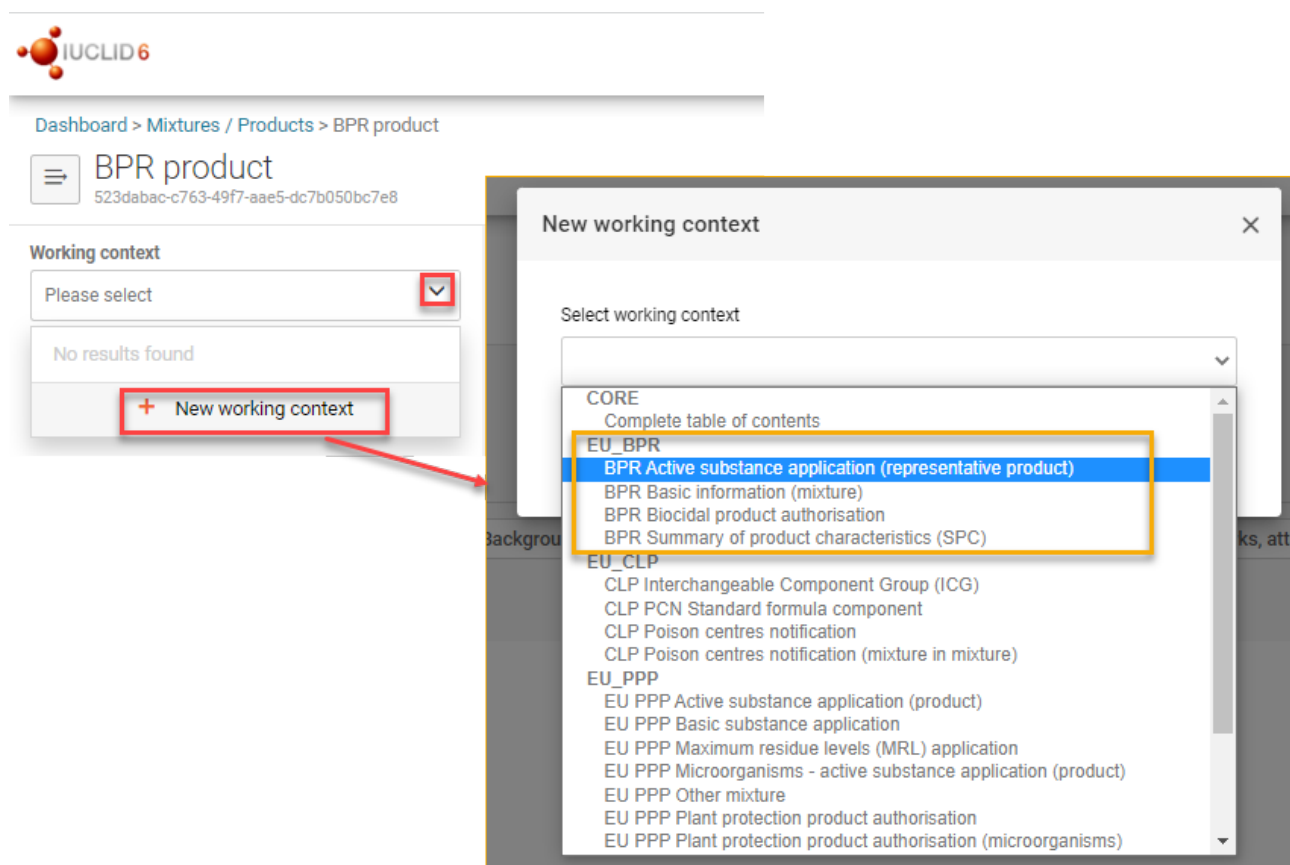 IUCLID 6
Dashboard > Mixtures / Products > BPR product
BPR product
523dabac-c763-49f7-aae5-dc7b050bc7e8
Working context
Please select
No results found
+ New working context
New working context
Select working context
CORE
Complete table of contents
EU_BPR
BPR Active substance application (representative product)
BPR Basic information (mixture)
BPR Biocidal product authorisation
BPR Summary of product characteristics (SPC)
EU_CLP
CLP Interchangeable Component Group (ICG)
CLP PCN Standard formula component
CLP Poison centres notification
CLP Poison centres notification (mixture in mixture)
EU_PPP
EU PPP Active substance application (product)
EU PPP Basic substance application
EU PPP Maximum residue levels (MRL) application
EU PPP Microorganisms - active substance application (product)
EU PPP Other mixture
EU PPP Plant protection product authorisation
EU PPP Plant protection product authorisation (microorganisms)